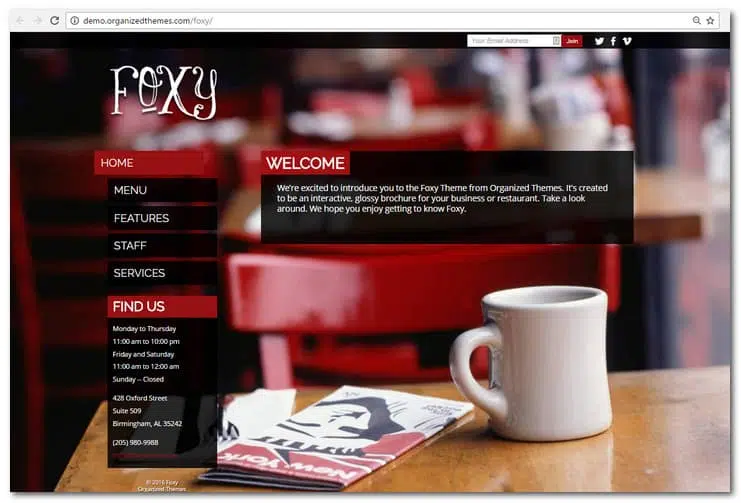 demo.organizedthemes.com/foxy/
Your Email Address
Join
FOXY
HOME
MENU
FEATURES
STAFF
SERVICES
WELCOME
We're excited to introduce you to the Foxy Theme from Organized Themes. It's created
to be an interactive, glossy brochure for your business or restaurant. Take a look
around. We hope you enjoy getting to know Foxy.
FIND US
Monday to Thursday
11:00 am to 10:00 pm
Friday and Saturday
11:00 am to 12:00 am
Sunday – Closed
428 Oxford Street
Suite 509
Birmingham, AL 35242
(205) 980-9988
© 2016 Foxy
Organized Themes
New York